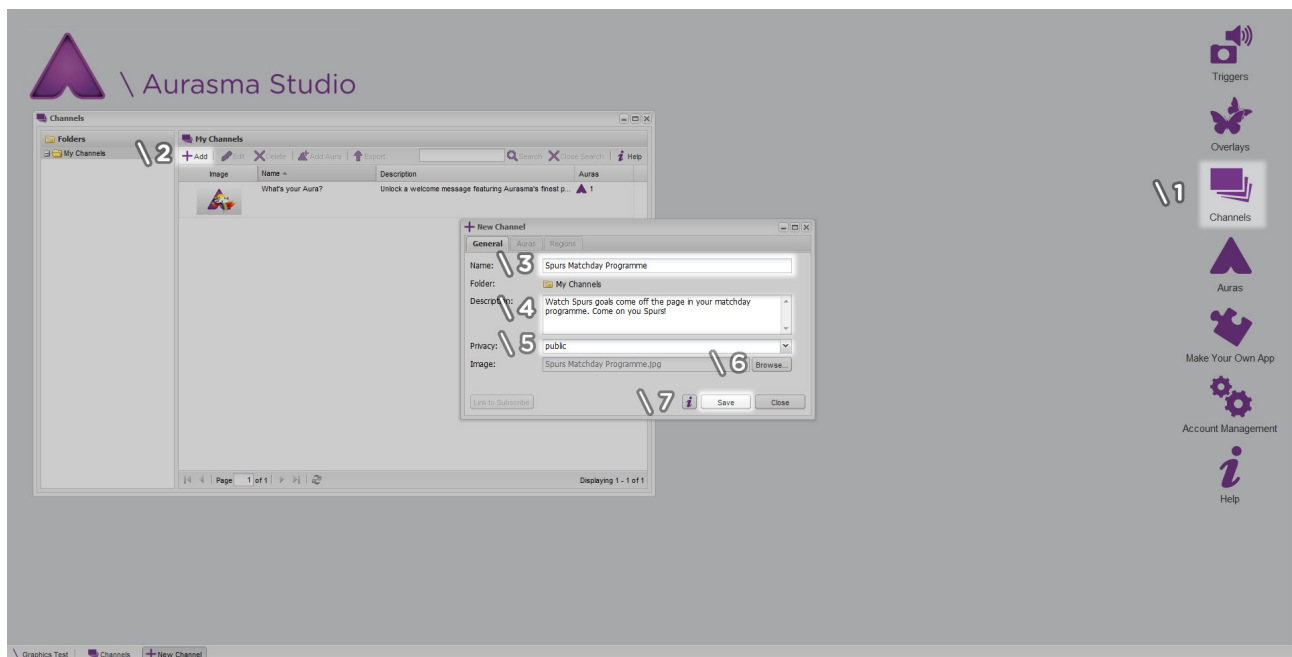 \ Aurasma Studio
Triggers
Overlays
\1
Channels
Auras
Make Your Own App
Account Management
Help
Channels
Folders
My Channels
\2
My Channels
Add Edit Delete Add Aura Export Search Close Search Help
Image Name Description Auras
What's your Aura? Unlock a welcome message featuring Aurasma's finest p... 1
New Channel
General Auras Regions
Name: \3 Spurs Matchday Programme
Folder: My Channels
Description: \4 Watch Spurs goals come off the page in your matchday
programme. Come on you Spurs!
Privacy: \5 public
Image: Spurs Matchday Programme.jpg \6 Browse...
Link to Subscribe \7 Save Close
Page 1 of 1 Displaying 1 - 1 of 1
\ Graphics Test Channels New Channel